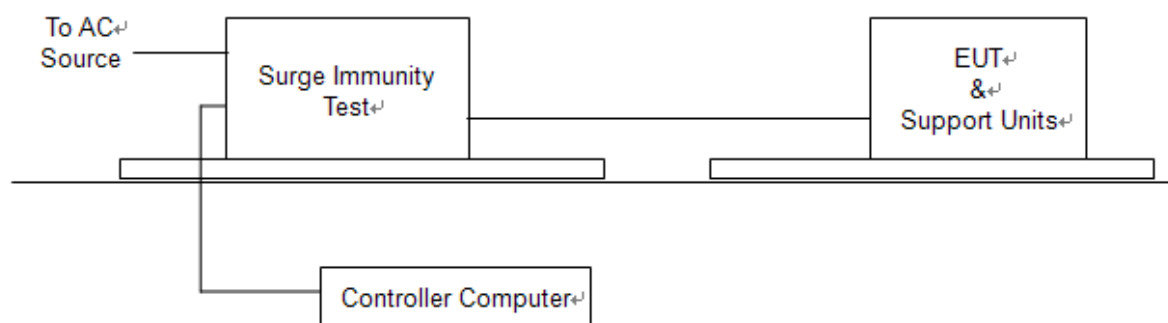 To AC↵
Source
Surge Immunity
Test↵
EUT↵
&↵
Support Units↵
Controller Computer↵